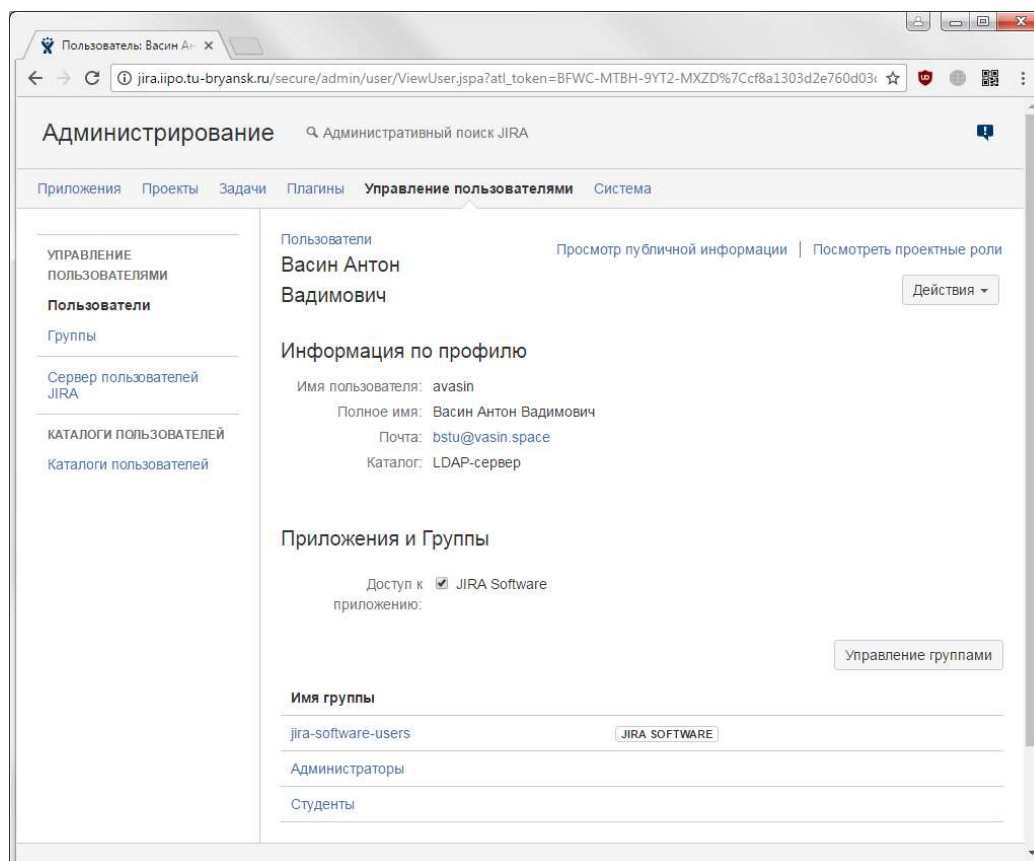 Пользователь: Васин Ан
jira.iipo.tu-bryansk.ru/secure/admin/user/ViewUser.jspa?atl_token=BFWC-MTBH-9YT2-MXZD%7Ccf8a1303d2e760d03c
Администрирование Административный поиск JIRA
Приложения Проекты Задачи Плагины Управление пользователями Система
УПРАВЛЕНИЕ
ПОЛЬЗОВАТЕЛЯМИ
Пользователи
Группы
Сервер пользователей
JIRA
КАТАЛОГИ ПОЛЬЗОВАТЕЛЕЙ
Каталоги пользователей
Пользователи
Васин Антон
Вадимович
Просмотр публичной информации | Посмотреть проектные роли
Действия
Информация по профилю
Имя пользователя: avasin
Полное имя: Васин Антон Вадимович
Почта: bstu@vasin.space
Каталог: LDAP-сервер
Приложения и Группы
Доступ к JIRA Software
приложению:
Управление группами
Имя группы
jira-software-users JIRA SOFTWARE
Администраторы
Студенты